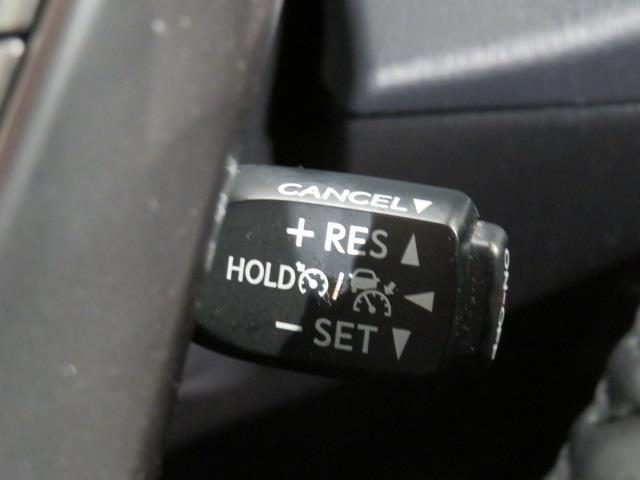 CANCEL▼
+ RES ▲
HOLD / ◀
− SET ▼